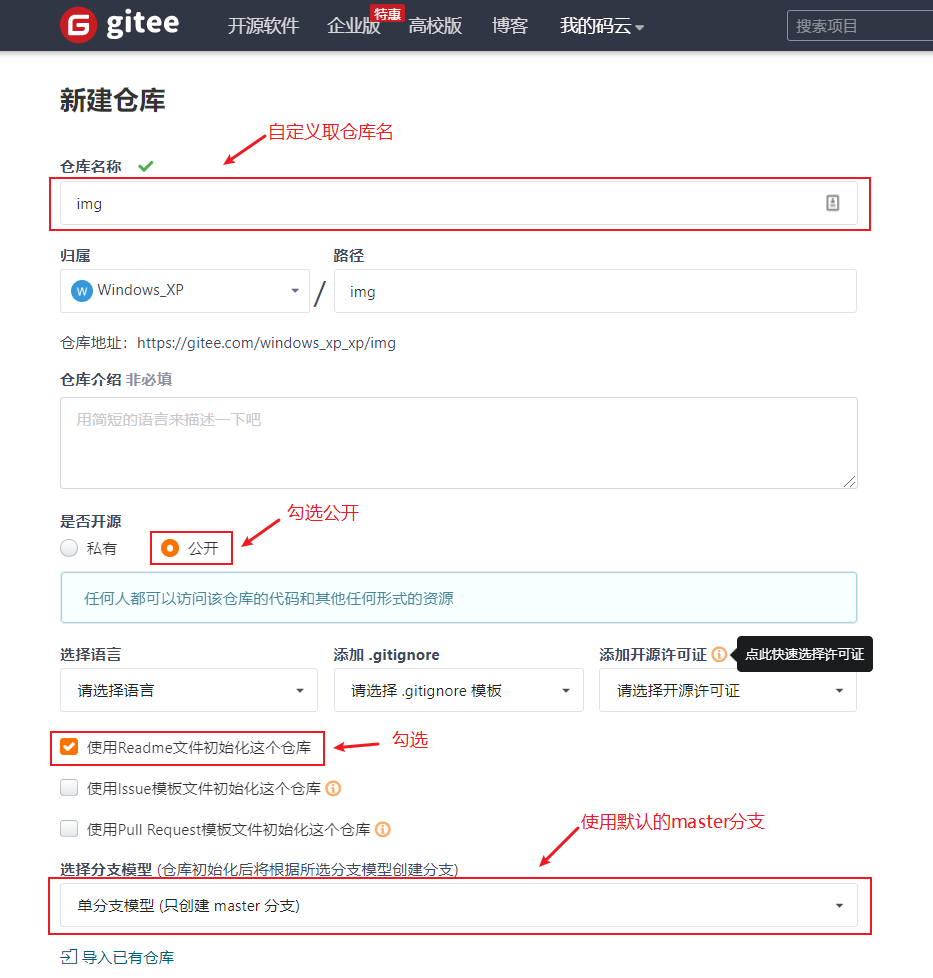 gitee 开源软件 企业版 特惠 高校版 博客 我的码云 搜索项目
新建仓库
自定义取仓库名
仓库名称
img
归属 路径
W Windows_XP / img
仓库地址：https://gitee.com/windows_xp_xp/img
仓库介绍 非必填
用简短的语言来描述一下吧
勾选公开
是否开源
私有 公开
任何人都可以访问该仓库的代码和其他任何形式的资源
选择语言 添加 .gitignore 添加开源许可证 点此快速选择许可证
请选择语言 请选择 .gitignore 模板 请选择开源许可证
使用Readme文件初始化这个仓库 勾选
使用Issue模板文件初始化这个仓库
使用Pull Request模板文件初始化这个仓库
使用默认的master分支
选择分支模型 (仓库初始化后将根据所选分支模型创建分支)
单分支模型 (只创建 master 分支)
导入已有仓库